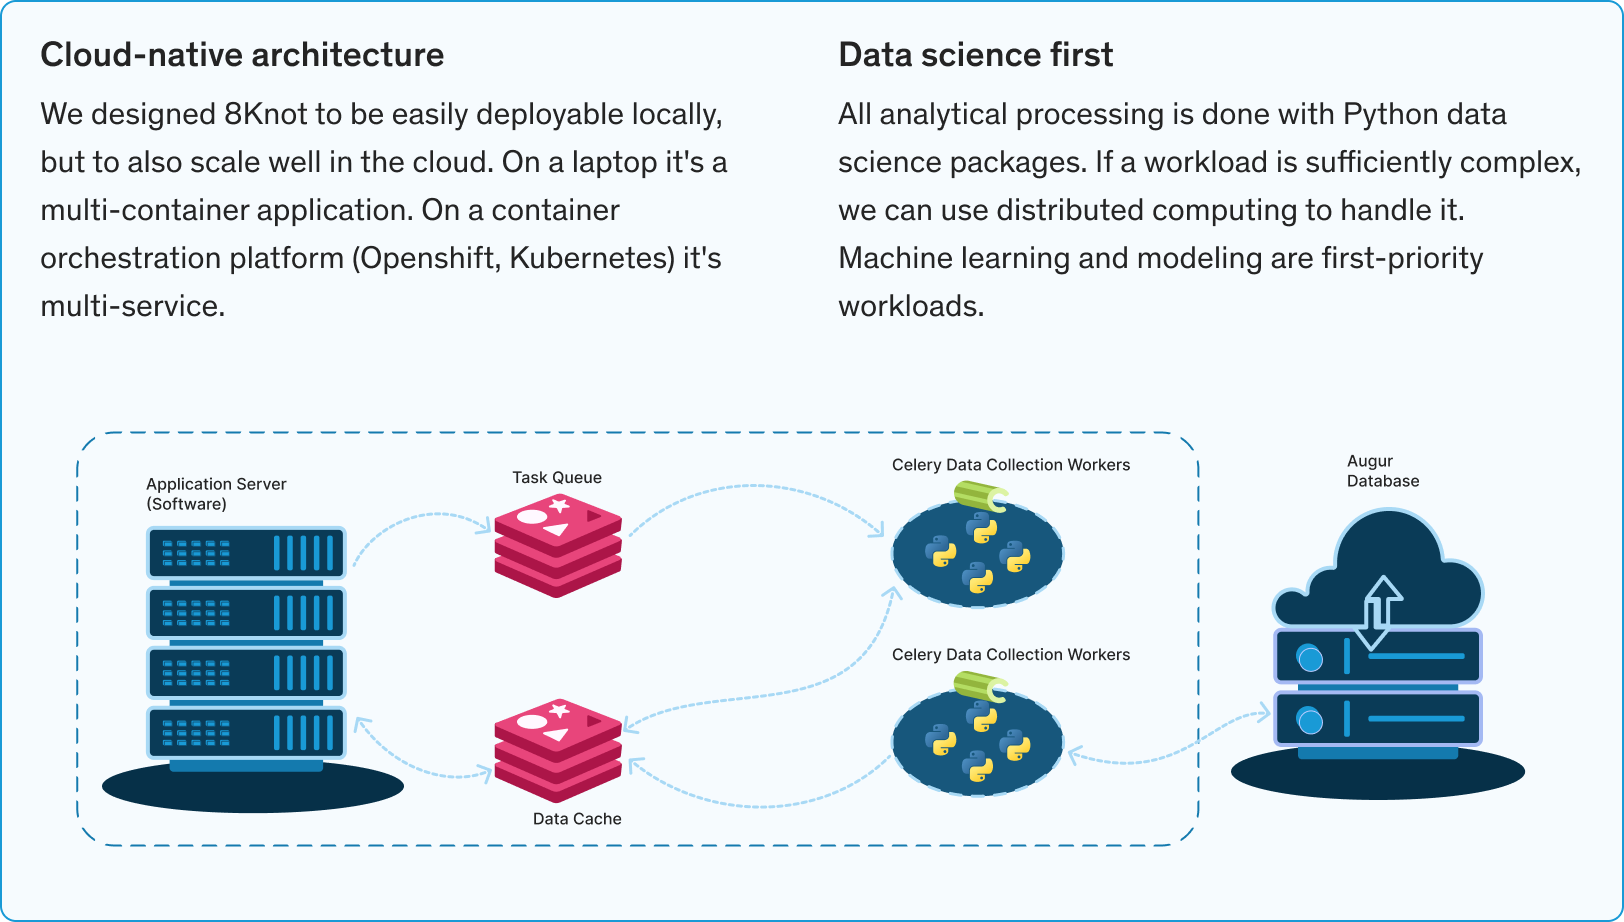 Cloud-native architecture
We designed 8Knot to be easily deployable locally,
but to also scale well in the cloud. On a laptop it's a
multi-container application. On a container
orchestration platform (Openshift, Kubernetes) it's
multi-service.
Data science first
All analytical processing is done with Python data
science packages. If a workload is sufficiently complex,
we can use distributed computing to handle it.
Machine learning and modeling are first-priority
workloads.
Application Server
(Software)
Task Queue
Celery Data Collection Workers
Augur
Database
Celery Data Collection Workers
Data Cache